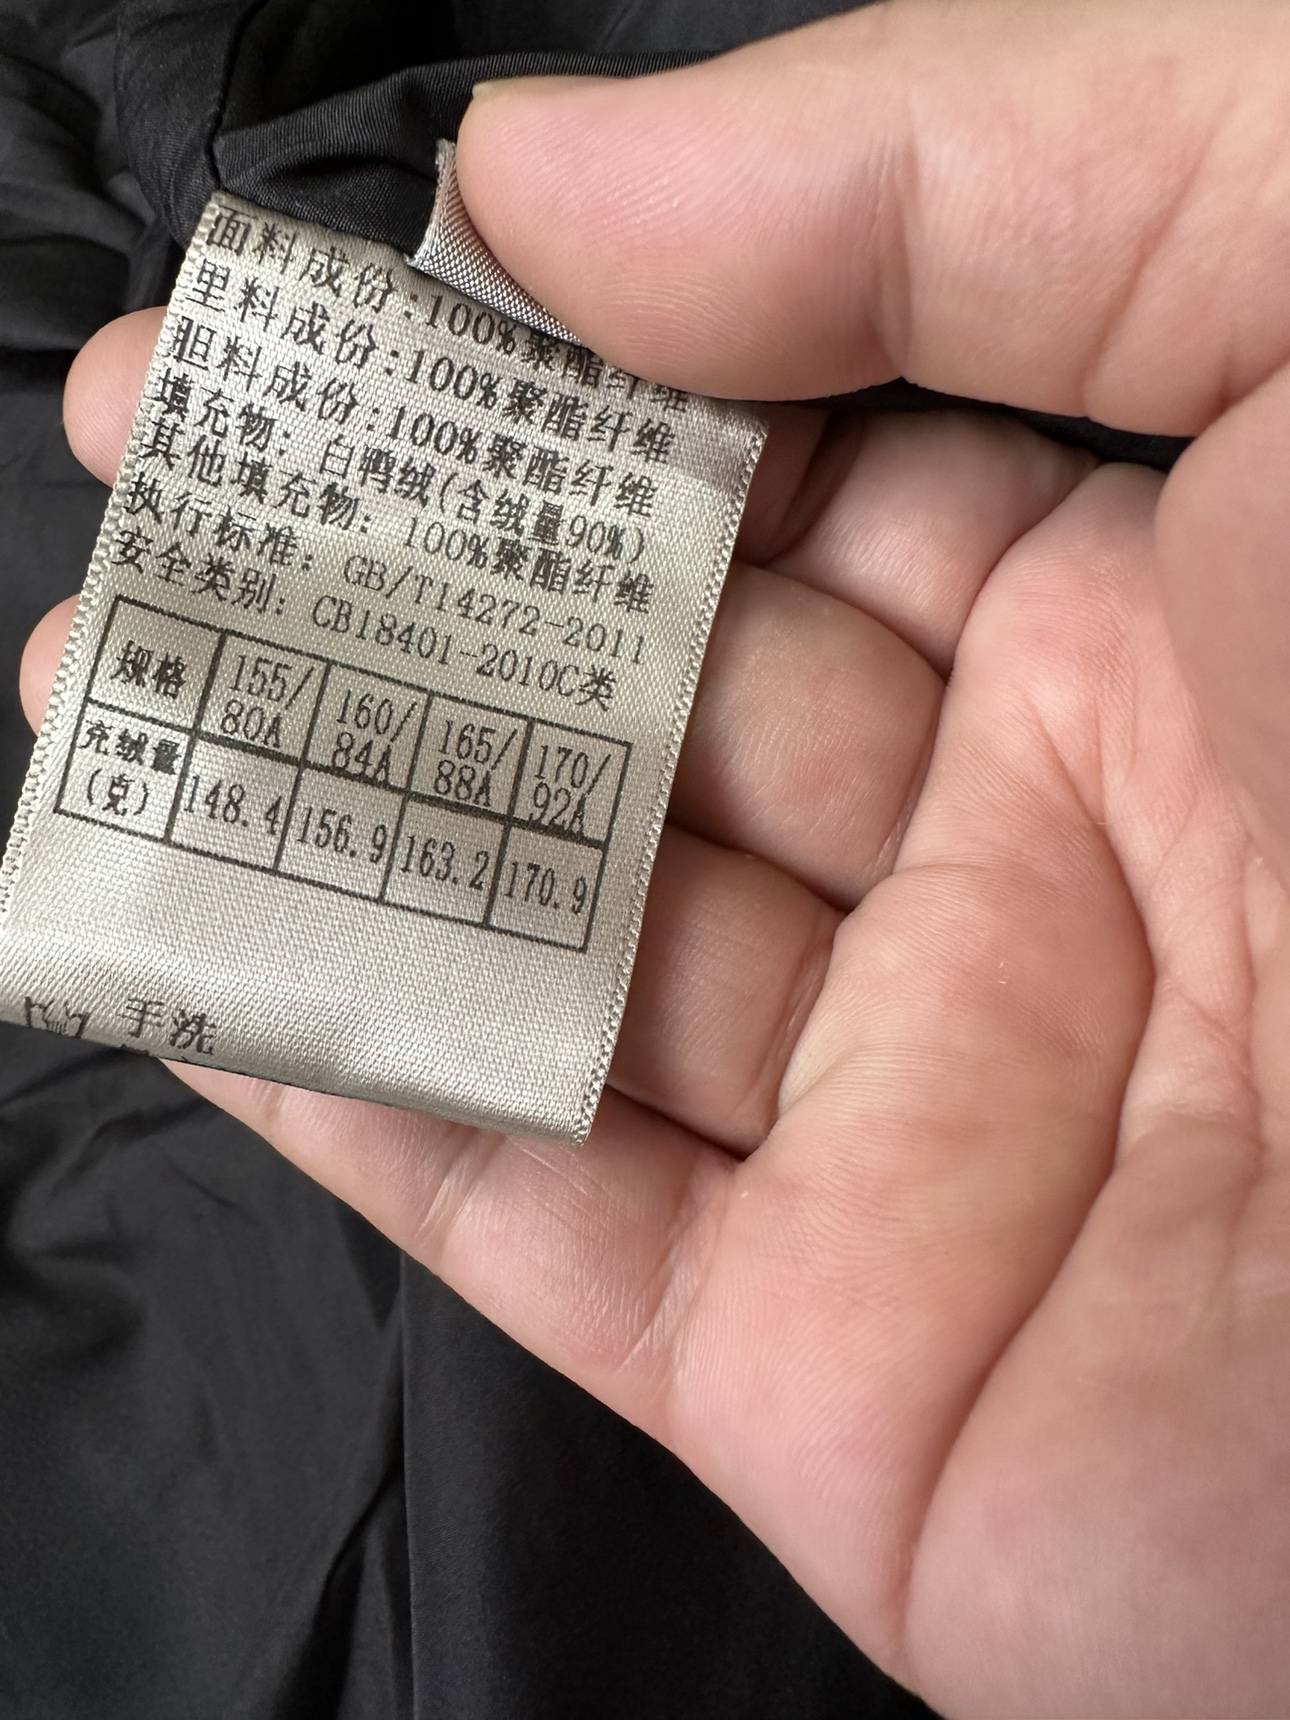 面料成份:100%聚酯纤维
里料成份:100%聚酯纤维
胆料成份:100%聚酯纤维
填充物: 白鸭绒(含绒量90%)
其他填充物: 100%聚酯纤维
执行标准: GB/T14272-2011
安全类别: CB18401-2010C类
规格 155/80A 160/84A 165/88A 170/92A
充绒量(克) 148.4 156.9 163.2 170.9
手洗